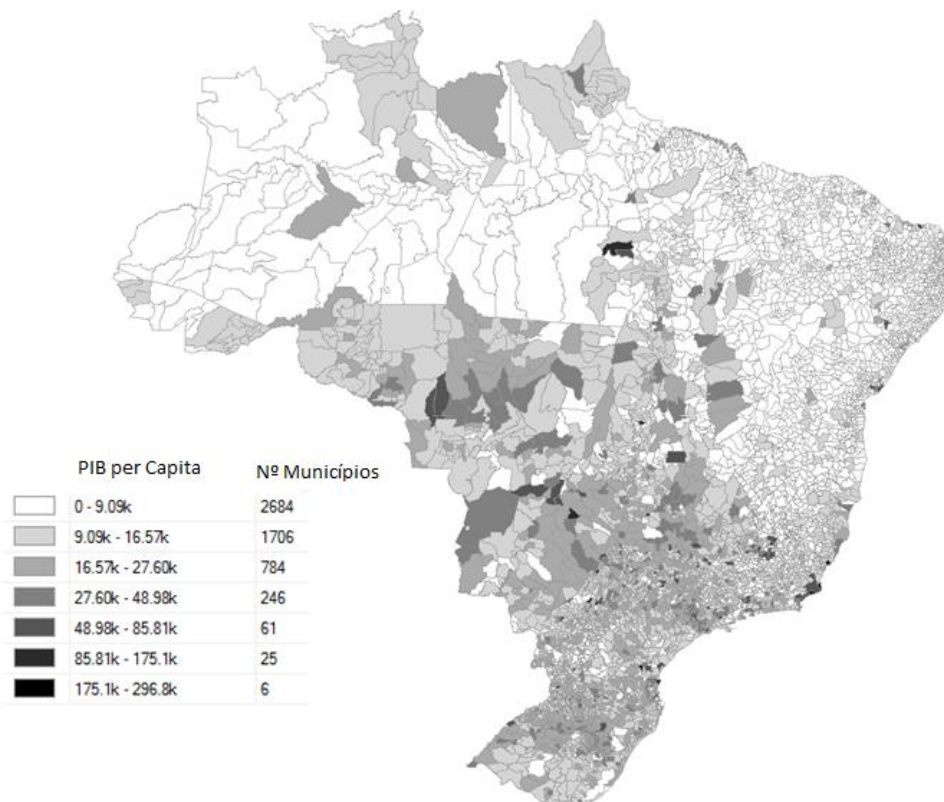 PIB per Capita Nº Municípios
0 - 9.09k 2684
9.09k - 16.57k 1706
16.57k - 27.60k 784
27.60k - 48.98k 246
48.98k - 85.81k 61
85.81k - 175.1k 25
175.1k - 296.8k 6